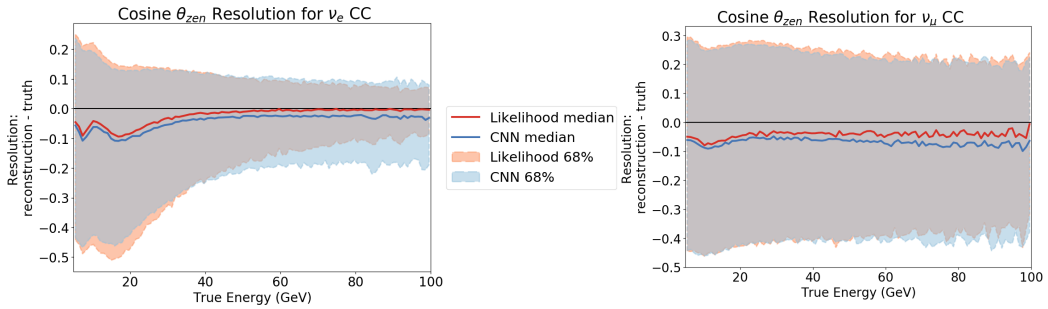 Cosine θzen Resolution for νe CC
Resolution:
reconstruction - truth
0.2
0.1
0.0
−0.1
−0.2
−0.3
−0.4
−0.5
20 40 60 80 100
True Energy (GeV)
Likelihood median
CNN median
Likelihood 68%
CNN 68%
Cosine θzen Resolution for νμ CC
Resolution:
reconstruction - truth
0.3
0.2
0.1
0.0
−0.1
−0.2
−0.3
−0.4
−0.5
20 40 60 80 100
True Energy (GeV)